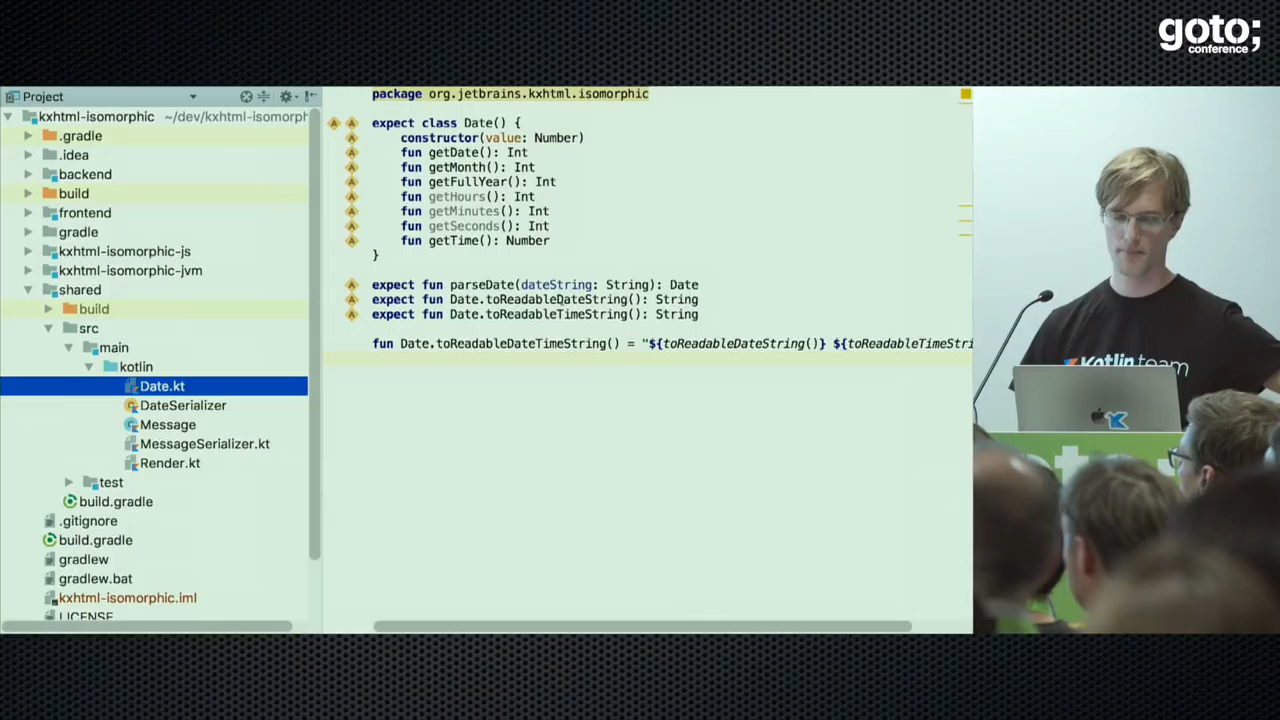 goto;
conference
Project
kxhtml-isomorphic ~/dev/kxhtml-isomorph
.gradle
.idea
backend
build
frontend
gradle
kxhtml-isomorphic-js
kxhtml-isomorphic-jvm
shared
build
src
main
kotlin
Date.kt
DateSerializer
Message
MessageSerializer.kt
Render.kt
test
build.gradle
.gitignore
build.gradle
gradlew
gradlew.bat
kxhtml-isomorphic.iml
LICENSE
package org.jetbrains.kxhtml.isomorphic
expect class Date() {
constructor(value: Number)
fun getDate(): Int
fun getMonth(): Int
fun getFullYear(): Int
fun getHours(): Int
fun getMinutes(): Int
fun getSeconds(): Int
fun getTime(): Number
}
expect fun parseDate(dateString: String): Date
expect fun Date.toReadableDateString(): String
expect fun Date.toReadableTimeString(): String
fun Date.toReadableDateTimeString() = "${toReadableDateString()} ${toReadableTimeStri
Kotlin team